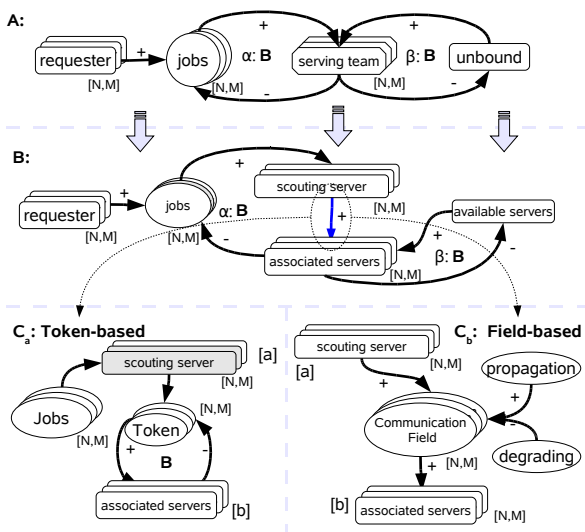 A:
requester
+
[N,M]
jobs
[N,M]
+
α: B
-
serving team
[N,M]
+
β: B
-
unbound
B:
requester
+
[N,M]
jobs
[N,M]
+
α: B
-
scouting server
[N,M]
+
associated servers
[N,M]
+
β: B
-
available servers
Ca: Token-based
scouting server
[a]
[N,M]
Jobs
[N,M]
Token
[N,M]
+
B
-
associated servers
[b]
Cb: Field-based
scouting server
[a]
[N,M]
+
propagation
+
Communication
Field
-
degrading
+
[N,M]
[b]
associated servers
[N,M]